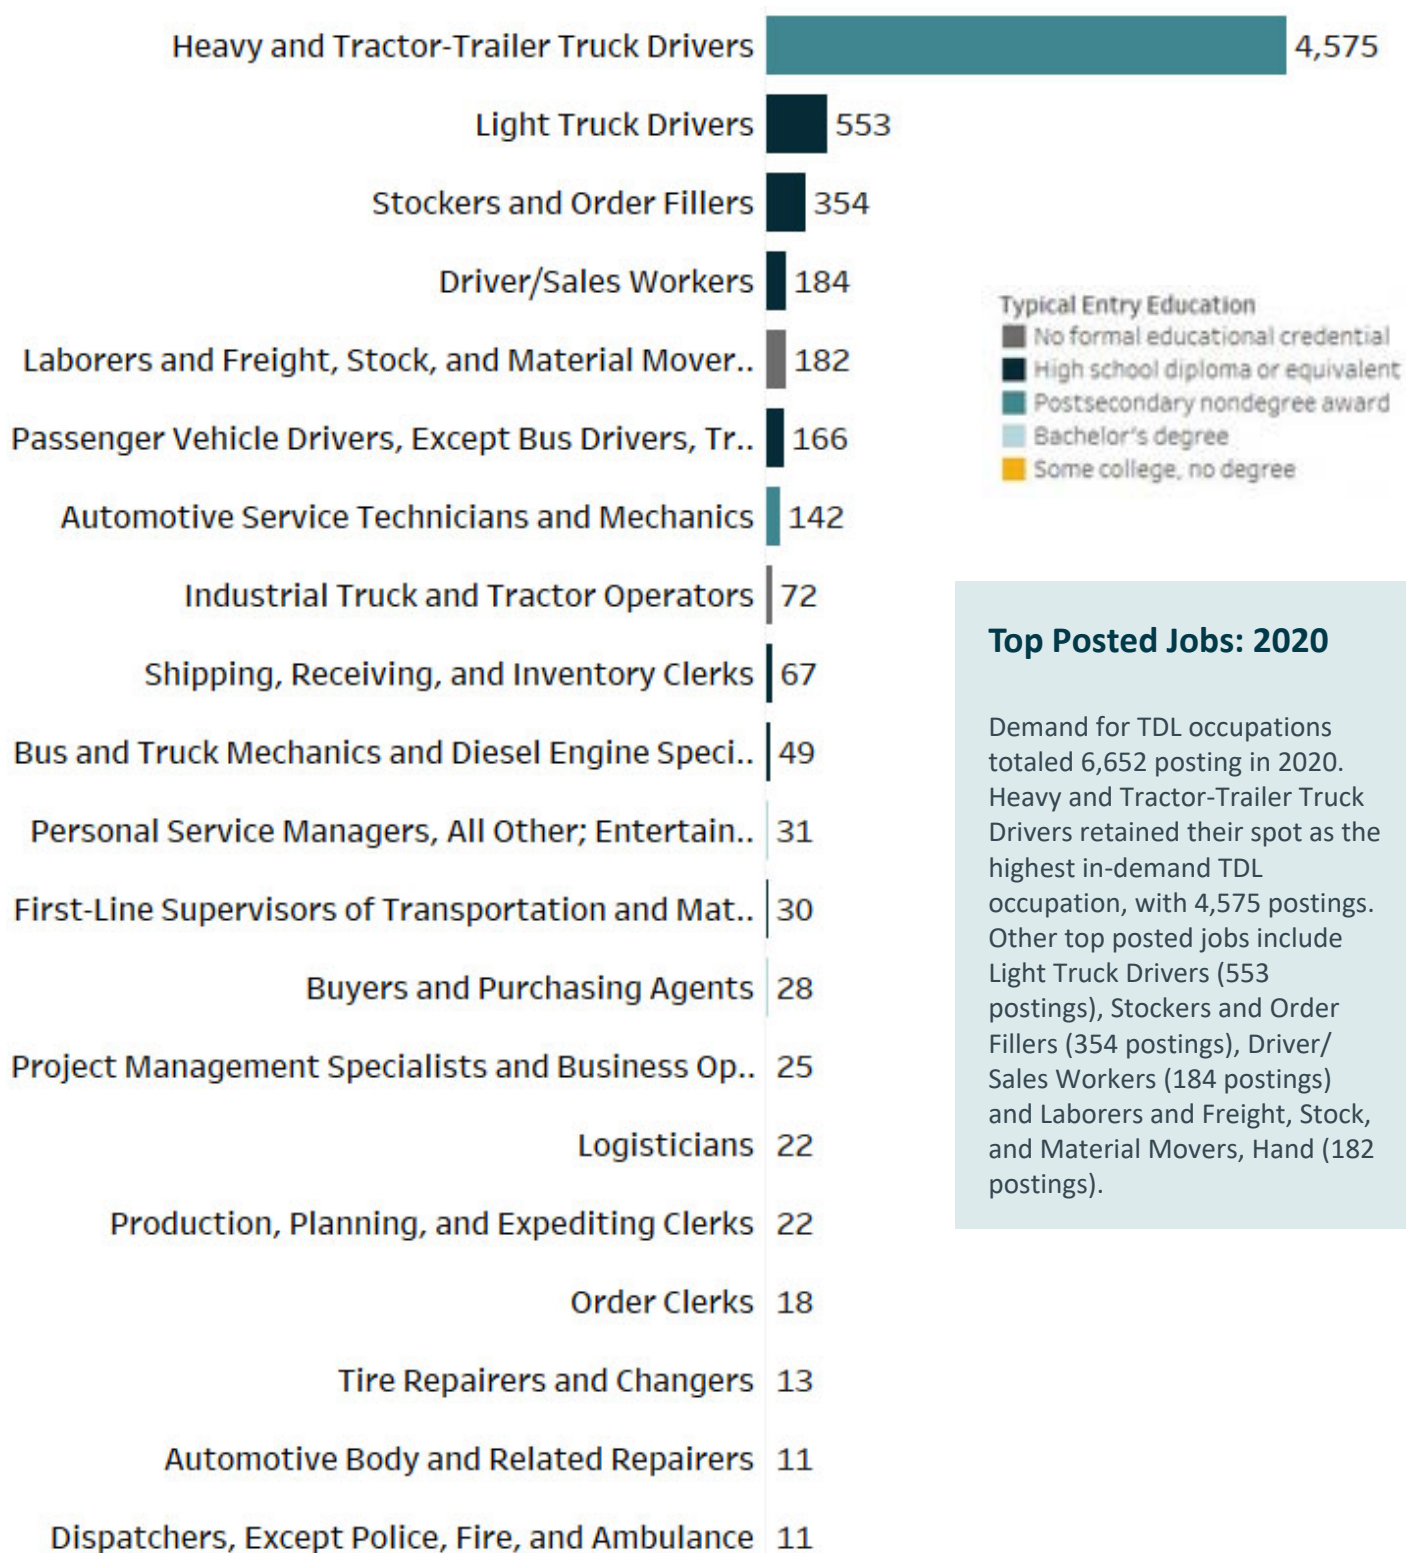 Heavy and Tractor-Trailer Truck Drivers 4,575
Light Truck Drivers 553
Stockers and Order Fillers 354
Driver/Sales Workers 184
Laborers and Freight, Stock, and Material Mover.. 182
Passenger Vehicle Drivers, Except Bus Drivers, Tr.. 166
Automotive Service Technicians and Mechanics 142
Industrial Truck and Tractor Operators 72
Shipping, Receiving, and Inventory Clerks 67
Bus and Truck Mechanics and Diesel Engine Speci.. 49
Personal Service Managers, All Other; Entertain.. 31
First-Line Supervisors of Transportation and Mat.. 30
Buyers and Purchasing Agents 28
Project Management Specialists and Business Op.. 25
Logisticians 22
Production, Planning, and Expediting Clerks 22
Order Clerks 18
Tire Repairers and Changers 13
Automotive Body and Related Repairers 11
Dispatchers, Except Police, Fire, and Ambulance 11
Typical Entry Education
No formal educational credential
High school diploma or equivalent
Postsecondary nondegree award
Bachelor's degree
Some college, no degree
Top Posted Jobs: 2020
Demand for TDL occupations
totaled 6,652 posting in 2020.
Heavy and Tractor-Trailer Truck
Drivers retained their spot as the
highest in-demand TDL
occupation, with 4,575 postings.
Other top posted jobs include
Light Truck Drivers (553
postings), Stockers and Order
Fillers (354 postings), Driver/
Sales Workers (184 postings)
and Laborers and Freight, Stock,
and Material Movers, Hand (182
postings).